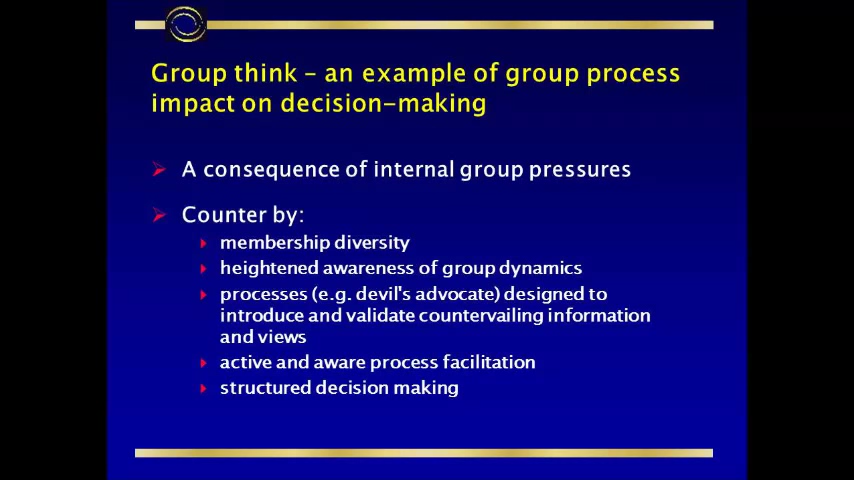 Group think – an example of group process
impact on decision-making
A consequence of internal group pressures
Counter by:
membership diversity
heightened awareness of group dynamics
processes (e.g. devil's advocate) designed to
introduce and validate countervailing information
and views
active and aware process facilitation
structured decision making